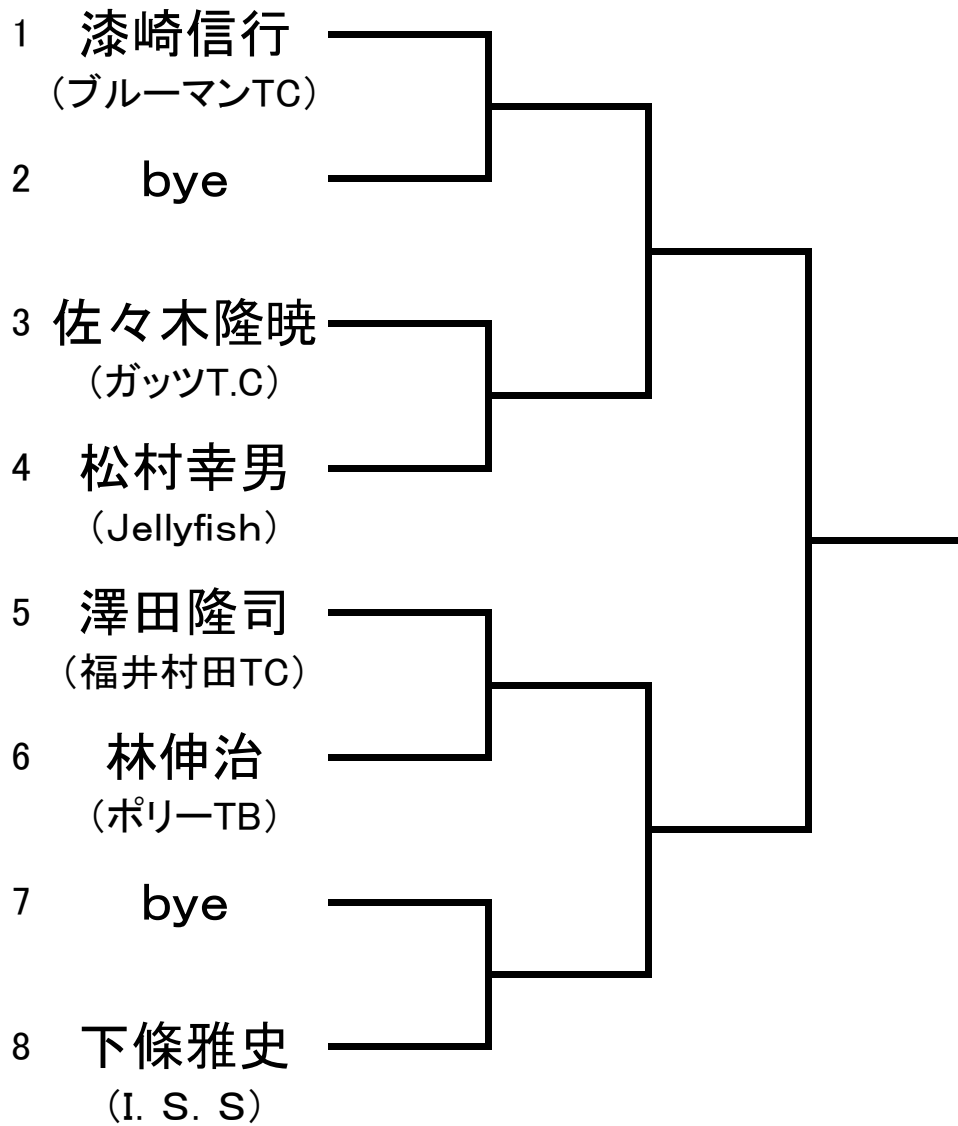 1 漆崎信行
（ブルーマンTC）
2 bye
3 佐々木隆暁
（ガッツT.C）
4 松村幸男
（Jellyfish）
5 澤田隆司
（福井村田TC）
6 林伸治
（ポリーTB）
7 bye
8 下條雅史
（I. S. S）